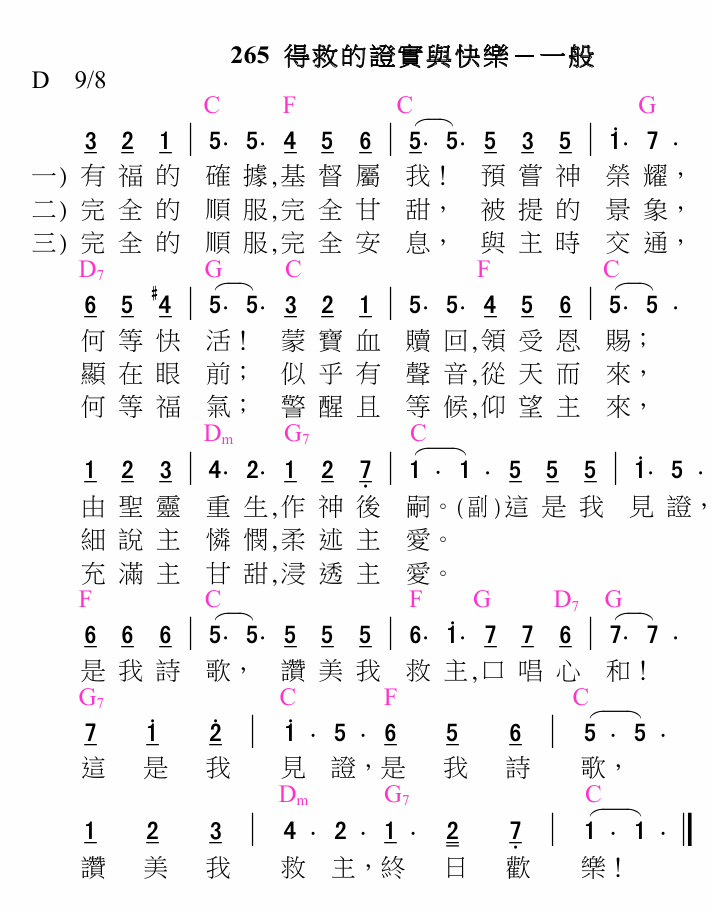 265 得救的證實與快樂－一般
D 9/8
C F C G
3 2 1 | 5· 5· 4 5 6 | 5· 5· 5 3 5 | 1· 7 ·
一) 有福的 確據,基督屬 我！ 預嘗神 榮耀，
二) 完全的 順服,完全甘 甜， 被提的 景象，
三) 完全的 順服,完全安 息， 與主時 交通，
D7 G C F C
6 5 #4 | 5· 5· 3 2 1 | 5· 5· 4 5 6 | 5· 5 ·
何等快 活！ 蒙寶血 贖回,領受恩 賜；
顯在眼 前； 似乎有 聲音,從天而 來，
何等福 氣； 警醒且 等候,仰望主 來，
Dm G7 C
1 2 3 | 4· 2· 1 2 7 | 1 · 1 · 5 5 5 | 1· 5 ·
由聖靈 重生,作神後 嗣。(副)這是我 見證，
細說主 憐憫,柔述主 愛。
充滿主 甘甜,浸透主 愛。
F C F G D7 G
6 6 6 | 5· 5· 5 5 5 | 6· 1· 7 7 6 | 7· 7 ·
是我詩 歌， 讚美我 救主,口唱心 和！
G7 C F C
7 1 2 | 1 · 5 · 6 5 6 | 5 · 5 ·
這是我 見證，是我詩 歌，
Dm G7 C
1 2 3 | 4 · 2 · 1 · 2 7 | 1 · 1 ·
讚美我 救主，終日歡 樂！